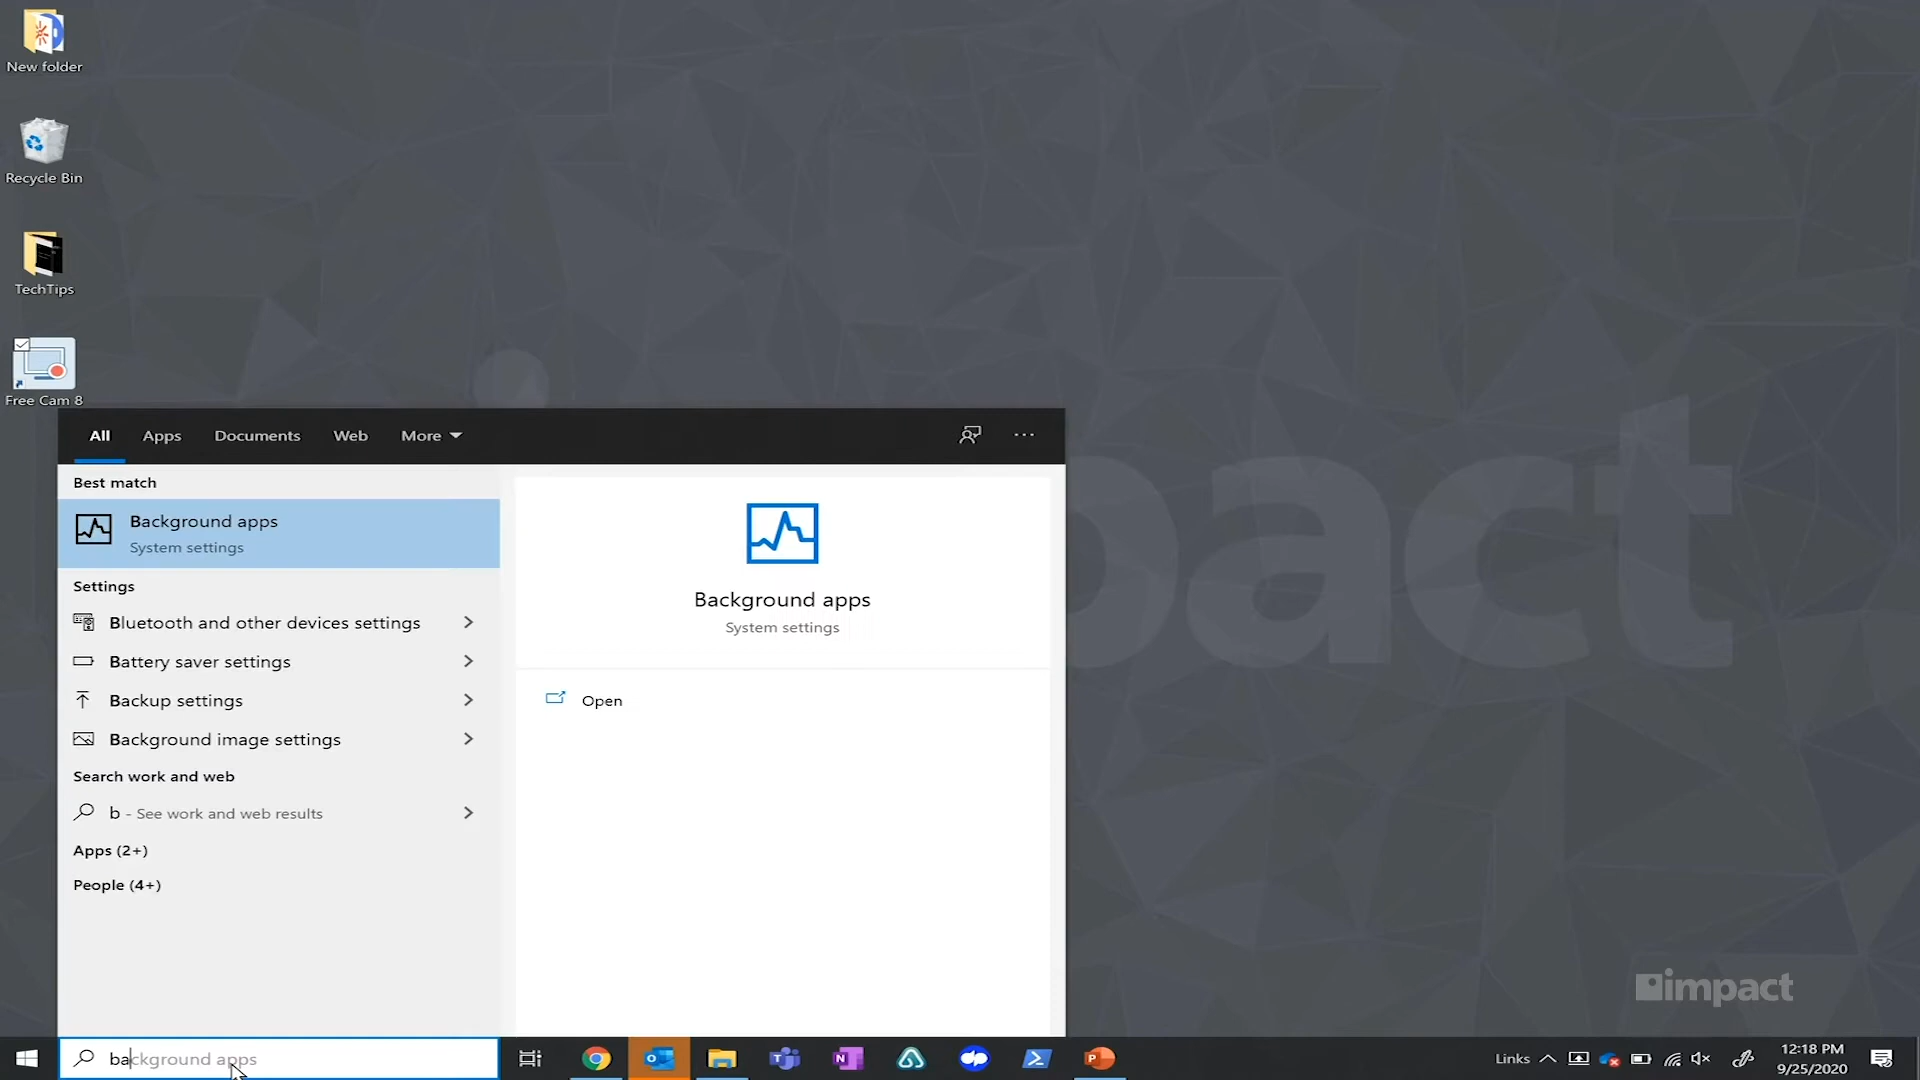 New folder
Recycle Bin
TechTips
Free Cam 8
All Apps Documents Web More
Best match
Background apps
System settings
Settings
Bluetooth and other devices settings
Battery saver settings
Backup settings
Background image settings
Search work and web
b - See work and web results
Apps (2+)
People (4+)
Background apps
System settings
Open
pact
impact
background apps
Links
12:18 PM
9/25/2020